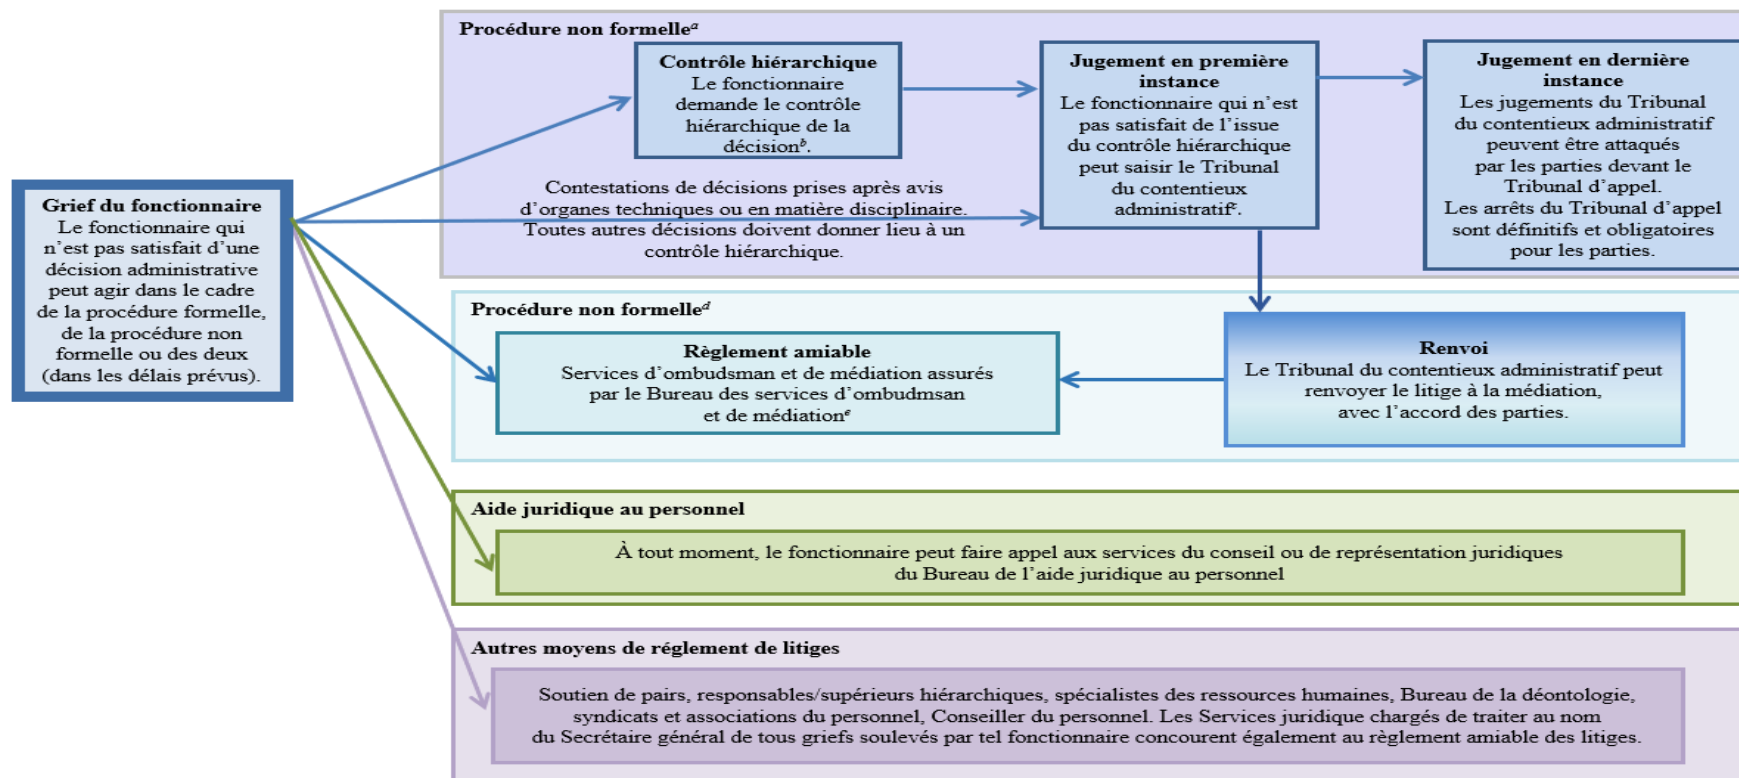 Procédure non formelleᵃ
Contrôle hiérarchique
Le fonctionnaire
demande le contrôle
hiérarchique de la
décisionᵇ.
Jugement en première
instance
Le fonctionnaire qui n’est
pas satisfait de l’issue
du contrôle hiérarchique
peut saisir le Tribunal
du contentieux
administratifᶜ.
Jugement en dernière
instance
Les jugements du Tribunal
du contentieux administratif
peuvent être attaqués
par les parties devant le
Tribunal d’appel.
Les arrêts du Tribunal d’appel
sont définitifs et obligatoires
pour les parties.
Contestations de décisions prises après avis
d’organes techniques ou en matière disciplinaire.
Toutes autres décisions doivent donner lieu à un
contrôle hiérarchique.
Grief du fonctionnaire
Le fonctionnaire qui
n’est pas satisfait d’une
décision administrative
peut agir dans le cadre
de la procédure formelle,
de la procédure non
formelle ou des deux
(dans les délais prévus).
Procédure non formelleᵈ
Règlement amiable
Services d’ombudsman et de médiation assurés
par le Bureau des services d’ombudmsan
et de médiationᵉ
Renvoi
Le Tribunal du contentieux administratif peut
renvoyer le litige à la médiation,
avec l’accord des parties.
Aide juridique au personnel
À tout moment, le fonctionnaire peut faire appel aux services du conseil ou de représentation juridiques
du Bureau de l’aide juridique au personnel
Autres moyens de réglement de litiges
Soutien de pairs, responsables/supérieurs hiérarchiques, spécialistes des ressources humaines, Bureau de la déontologie,
syndicats et associations du personnel, Conseiller du personnel. Les Services juridique chargés de traiter au nom
du Secrétaire général de tous griefs soulevés par tel fonctionnaire concourent également au règlement amiable des litiges.